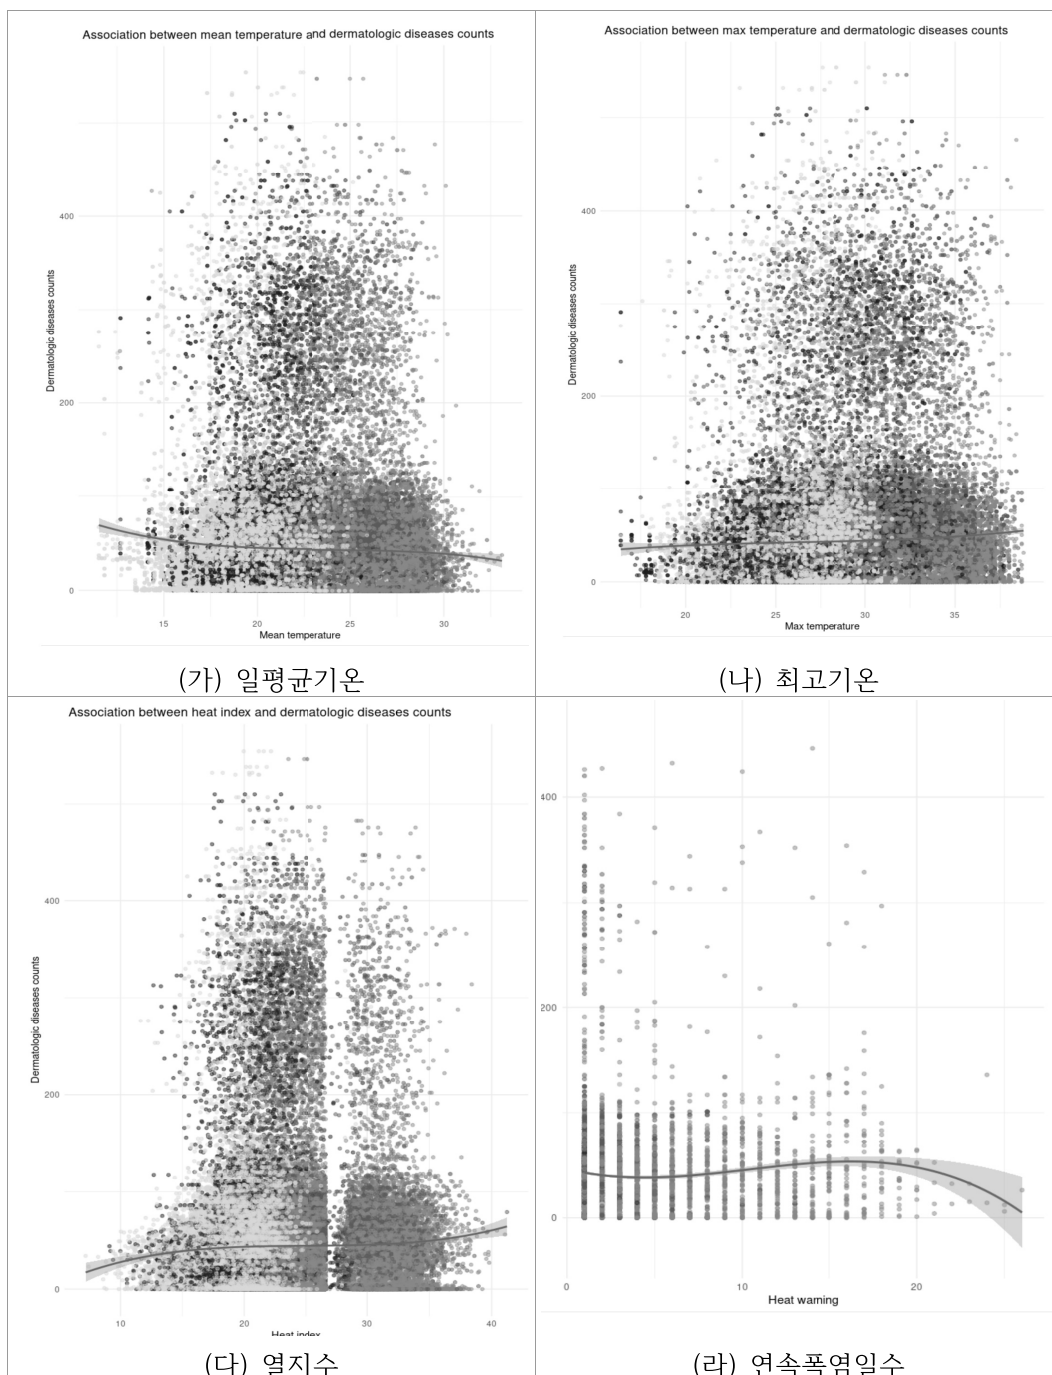 Association between mean temperature and dermatologic diseases counts
400
200
0
Dermatologic diseases counts
15 20 25 30
Mean temperature
(가) 일평균기온
Association between max temperature and dermatologic diseases counts
400
200
0
Dermatologic diseases counts
20 25 30 35
Max temperature
(나) 최고기온
Association between heat index and dermatologic diseases counts
400
200
0
Dermatologic diseases counts
10 20 30 40
Heat index
(다) 열지수
400
200
0
0 10 20
Heat warning
(라) 연속폭염일수